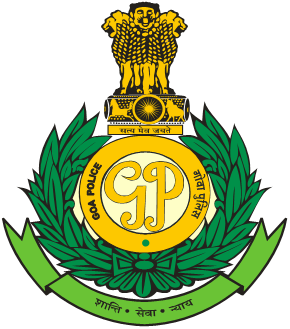 सत्यमेव जयते
GOA POLICE
GP
गोंवा पुलिस
शान्ति • सेवा • न्याय